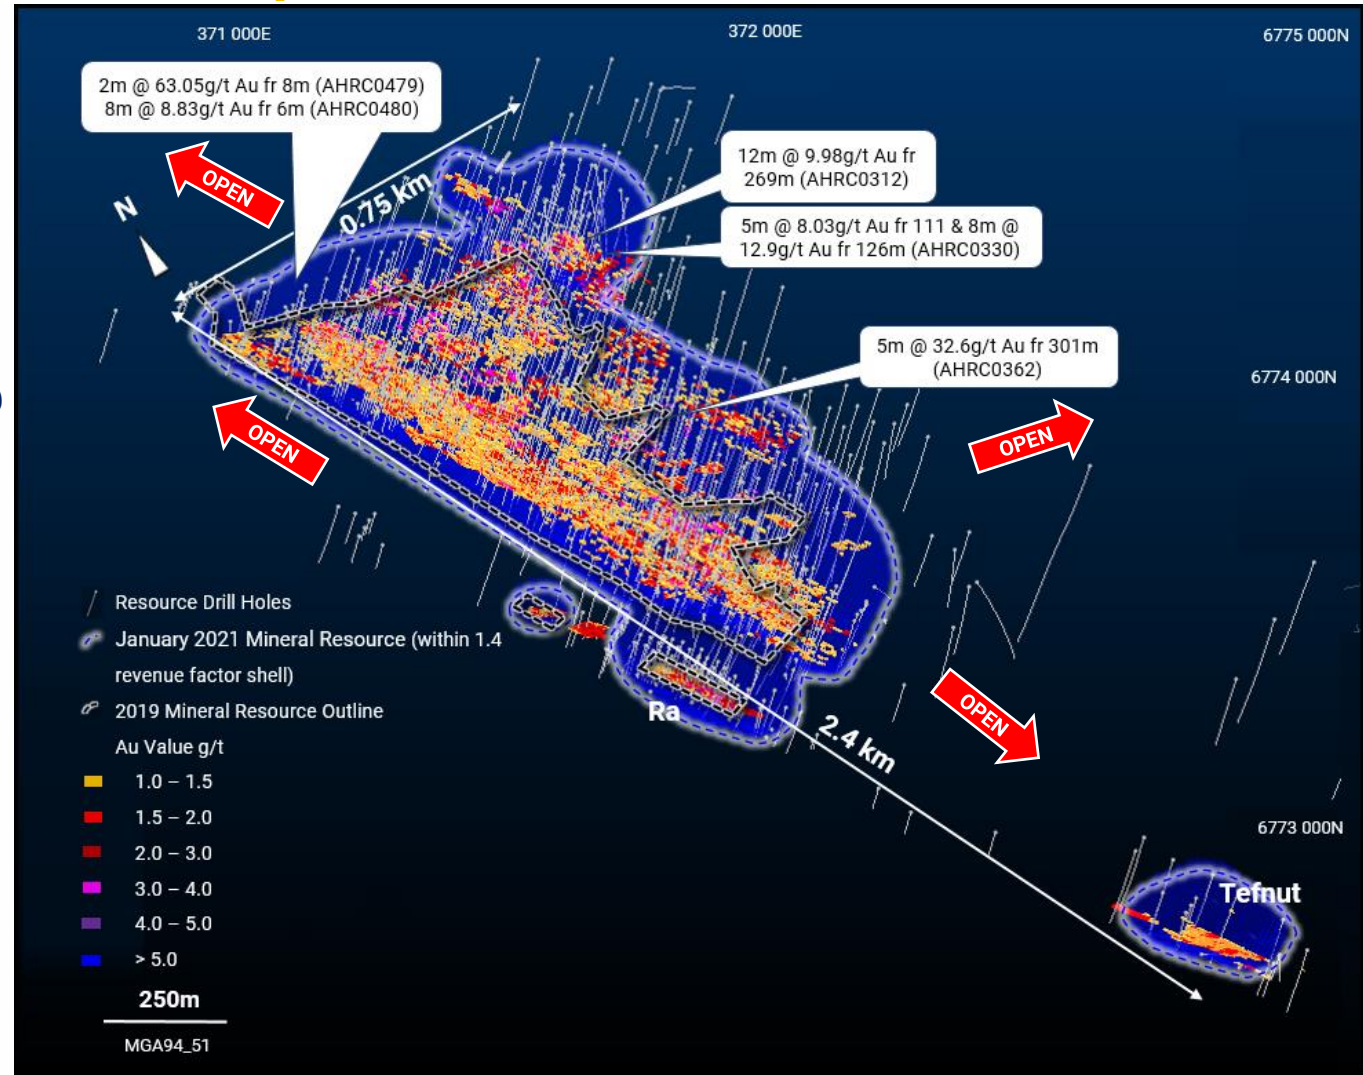 371 000E
372 000E
6775 000N
2m @ 63.05g/t Au fr 8m (AHRC0479)
8m @ 8.83g/t Au fr 6m (AHRC0480)
12m @ 9.98g/t Au fr
269m (AHRC0312)
OPEN
N
0.75 km
5m @ 8.03g/t Au fr 111 & 8m @
12.9g/t Au fr 126m (AHRC0330)
5m @ 32.6g/t Au fr 301m
(AHRC0362)
6774 000N
OPEN
OPEN
Resource Drill Holes
January 2021 Mineral Resource (within 1.4
revenue factor shell)
2019 Mineral Resource Outline
Au Value g/t
1.0 – 1.5
1.5 – 2.0
2.0 – 3.0
3.0 – 4.0
4.0 – 5.0
> 5.0
250m
MGA94_51
Ra
OPEN
2.4 km
6773 000N
Tefnut